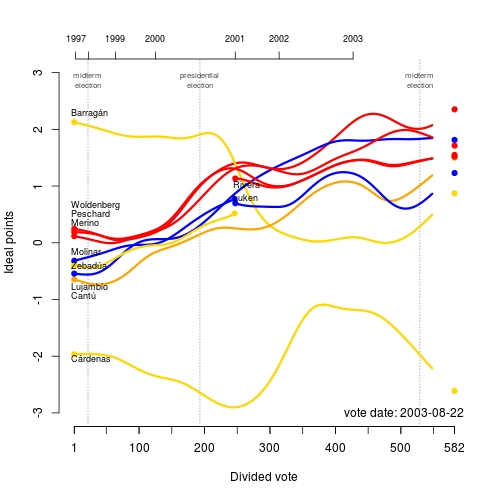 1997 1999 2000 2001 2002 2003
midterm
election
presidential
election
midterm
election
Barragán
Rivera
Luken
Woldenberg
Peschard
Merino
Molinar
Zebadúa
Lujambio
Cantú
Cárdenas
3
2
1
0
-1
-2
-3
Ideal points
vote date: 2003-08-22
1 100 200 300 400 500 582
Divided vote